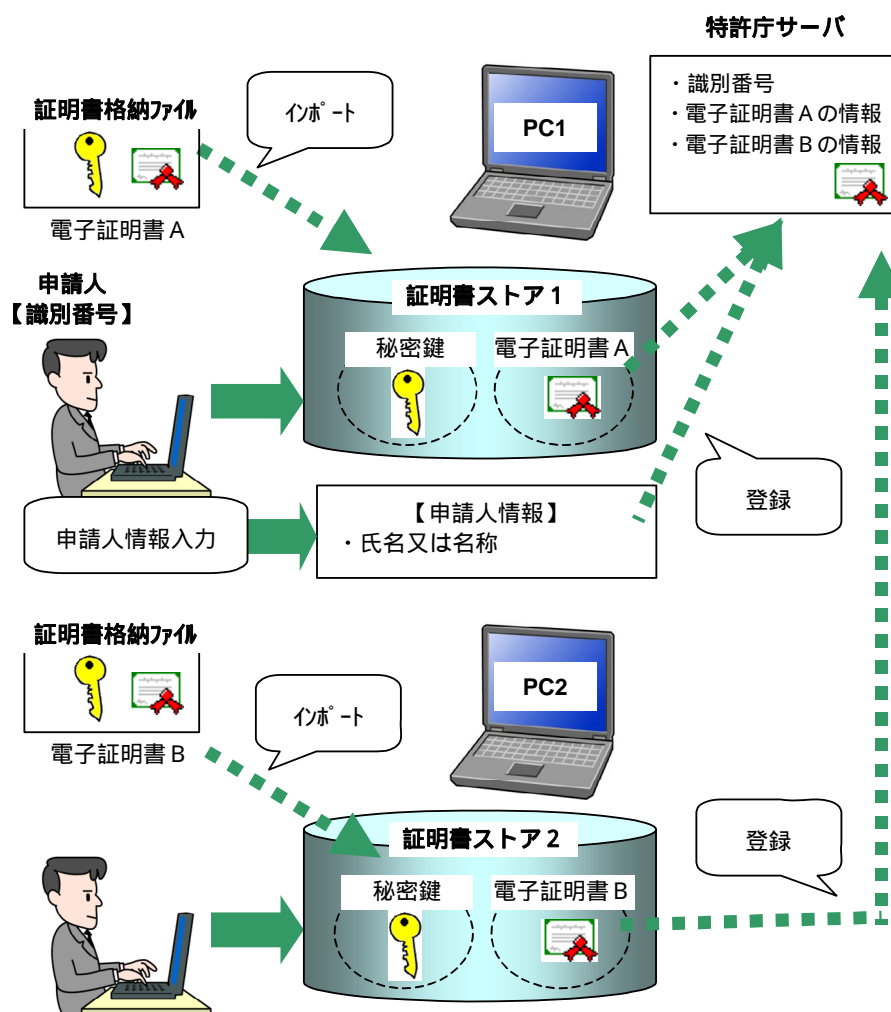 特許庁サーバ
・識別番号
・電子証明書Aの情報
・電子証明書Bの情報
証明書格納ファイル
インポート
PC1
電子証明書A
申請人
【識別番号】
証明書ストア1
秘密鍵
電子証明書A
登録
申請人情報入力
【申請人情報】
・氏名又は名称
証明書格納ファイル
インポート
PC2
電子証明書B
証明書ストア2
登録
秘密鍵
電子証明書B